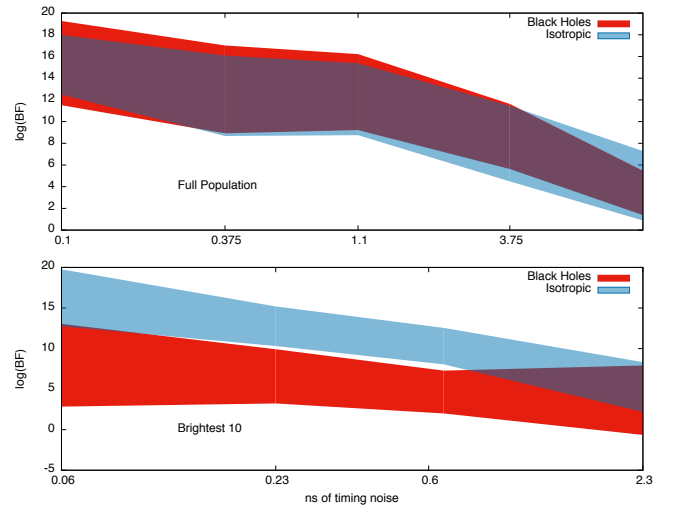 20
18
16
14
12
10
8
6
4
2
0
log(BF)
Black Holes
Isotropic
Full Population
0.1
0.375
1.1
3.75
20
15
10
5
0
-5
log(BF)
Black Holes
Isotropic
Brightest 10
0.06
0.23
0.6
2.3
ns of timing noise